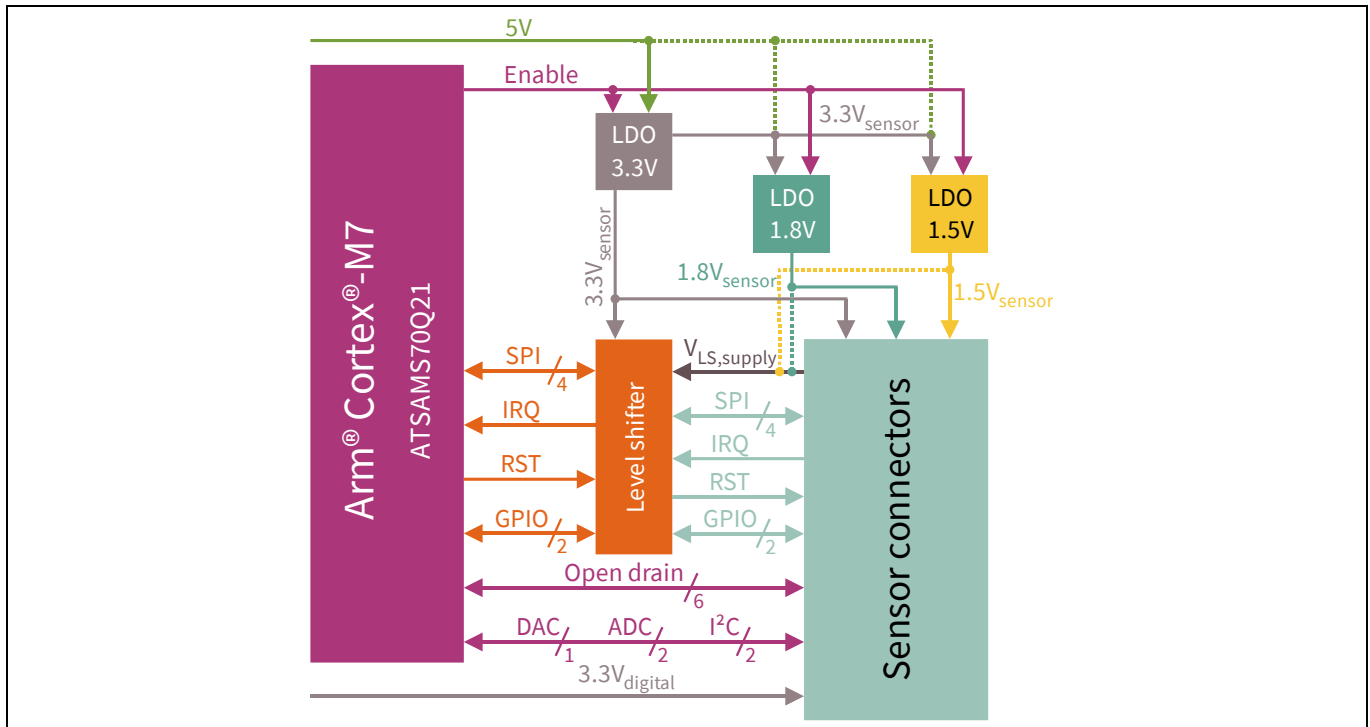 5V
Enable
3.3Vsensor
LDO
3.3V
LDO
1.8V
LDO
1.5V
3.3Vsensor
1.8Vsensor
1.5Vsensor
Arm® Cortex®-M7
ATSAMS70Q21
SPI
4
IRQ
RST
GPIO
2
Level shifter
VLS,supply
SPI
4
IRQ
RST
GPIO
2
Sensor connectors
Open drain
6
DAC
1
ADC
2
I²C
2
3.3Vdigital